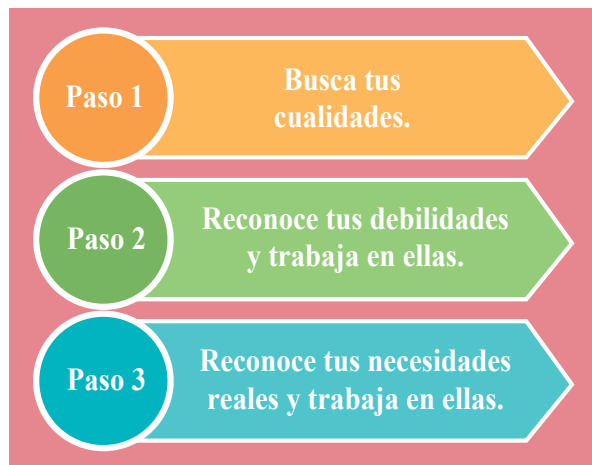 Paso 1
Busca tus
cualidades.
Paso 2
Reconoce tus debilidades
y trabaja en ellas.
Paso 3
Reconoce tus necesidades
reales y trabaja en ellas.